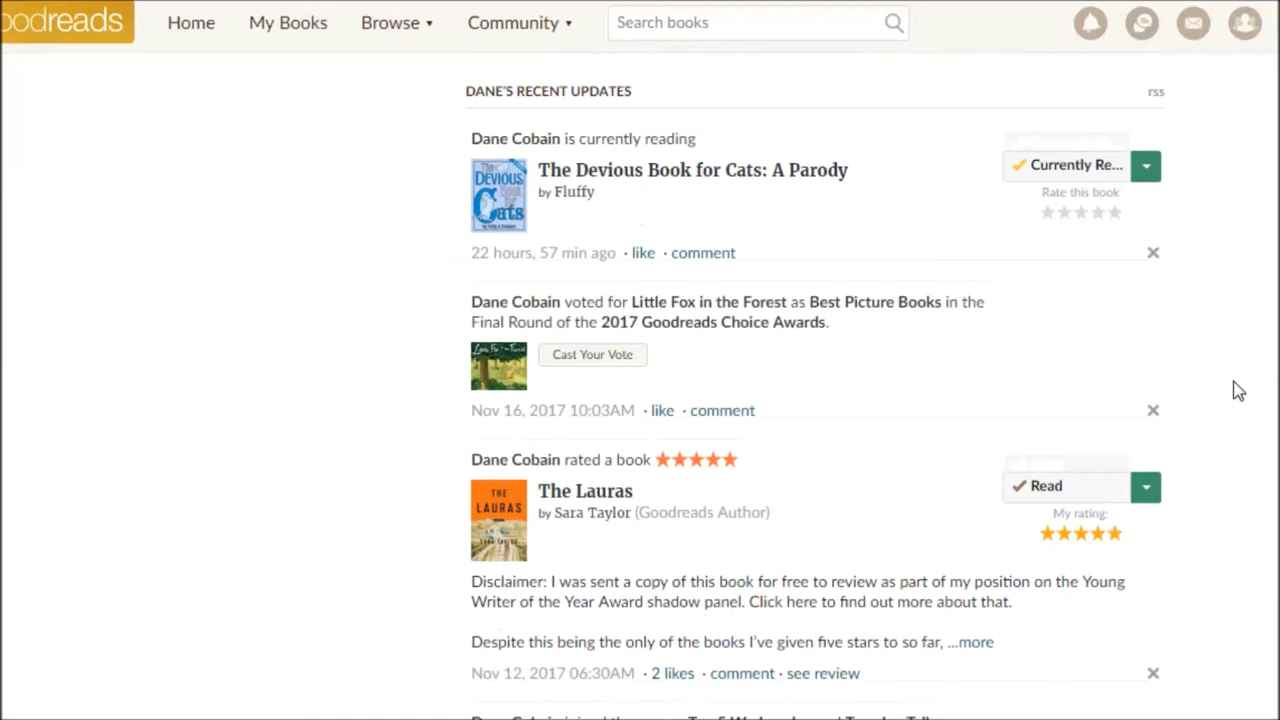 oodreads Home My Books Browse ▾ Community ▾ Search books
DANE'S RECENT UPDATES rss
Dane Cobain is currently reading
The Devious Book for Cats: A Parody
by Fluffy
THE DEVIOUS Book for Cats
Currently Re...
Rate this book
22 hours, 57 min ago · like · comment
Dane Cobain voted for Little Fox in the Forest as Best Picture Books in the
Final Round of the 2017 Goodreads Choice Awards.
Cast Your Vote
Nov 16, 2017 10:03AM · like · comment
Dane Cobain rated a book
THE LAURAS
The Lauras
by Sara Taylor (Goodreads Author)
Read
My rating:
Disclaimer: I was sent a copy of this book for free to review as part of my position on the Young
Writer of the Year Award shadow panel. Click here to find out more about that.
Despite this being the only of the books I've given five stars to so far, ...more
Nov 12, 2017 06:30AM · 2 likes · comment · see review